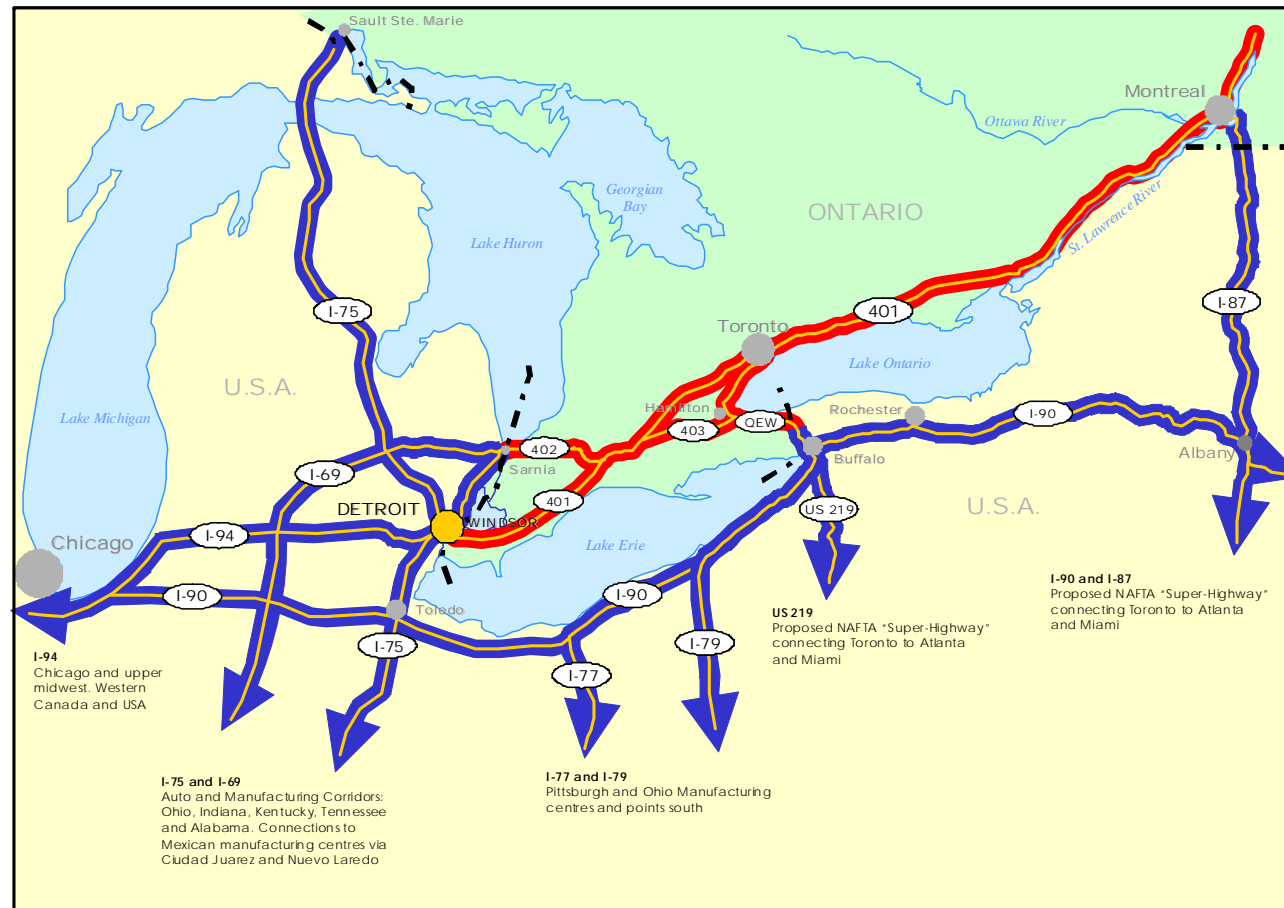 Sault Ste. Marie
Montreal
Ottawa River
Georgian
Bay
ONTARIO
St. Lawrence River
Lake Huron
I-75
401
I-87
Toronto
Lake Ontario
U.S.A.
Lake Michigan
Hamilton
Rochester
I-90
403
QEW
402
Buffalo
Albany
Sarnia
I-69
401
DETROIT
WINDSOR
US 219
U.S.A.
I-94
Chicago
Lake Erie
I-90
I-90
Toledo
I-75
I-79
I-77
I-94
Chicago and upper
midwest. Western
Canada and USA
I-75 and I-69
Auto and Manufacturing Corridors:
Ohio, Indiana, Kentucky, Tennessee
and Alabama. Connections to
Mexican manufacturing centres via
Ciudad Juarez and Nuevo Laredo
I-77 and I-79
Pittsburgh and Ohio Manufacturing
centres and points south
US 219
Proposed NAFTA "Super-Highway"
connecting Toronto to Atlanta
and Miami
I-90 and I-87
Proposed NAFTA "Super-Highway"
connecting Toronto to Atlanta
and Miami